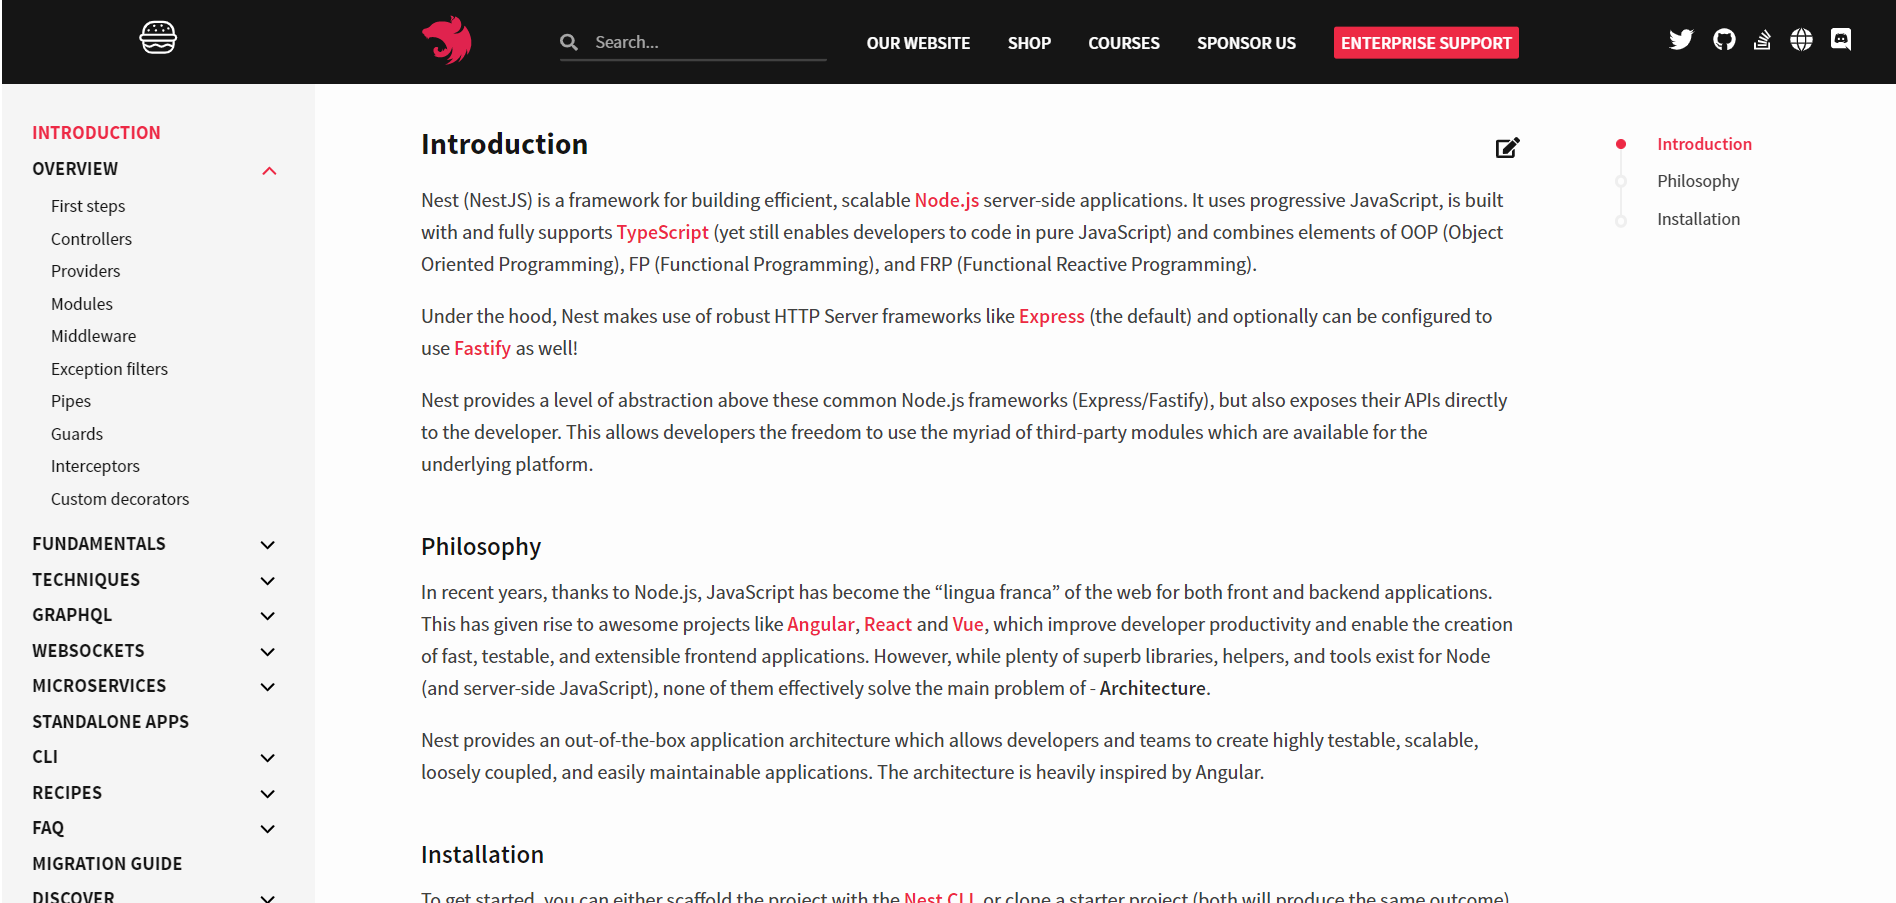 Search...
OUR WEBSITE
SHOP
COURSES
SPONSOR US
ENTERPRISE SUPPORT
INTRODUCTION
OVERVIEW
First steps
Controllers
Providers
Modules
Middleware
Exception filters
Pipes
Guards
Interceptors
Custom decorators
FUNDAMENTALS
TECHNIQUES
GRAPHQL
WEBSOCKETS
MICROSERVICES
STANDALONE APPS
CLI
RECIPES
FAQ
MIGRATION GUIDE
DISCOVER
Introduction
Nest (NestJS) is a framework for building efficient, scalable Node.js server-side applications. It uses progressive JavaScript, is built
with and fully supports TypeScript (yet still enables developers to code in pure JavaScript) and combines elements of OOP (Object
Oriented Programming), FP (Functional Programming), and FRP (Functional Reactive Programming).
Under the hood, Nest makes use of robust HTTP Server frameworks like Express (the default) and optionally can be configured to
use Fastify as well!
Nest provides a level of abstraction above these common Node.js frameworks (Express/Fastify), but also exposes their APIs directly
to the developer. This allows developers the freedom to use the myriad of third-party modules which are available for the
underlying platform.
Philosophy
In recent years, thanks to Node.js, JavaScript has become the “lingua franca” of the web for both front and backend applications.
This has given rise to awesome projects like Angular, React and Vue, which improve developer productivity and enable the creation
of fast, testable, and extensible frontend applications. However, while plenty of superb libraries, helpers, and tools exist for Node
(and server-side JavaScript), none of them effectively solve the main problem of - Architecture.
Nest provides an out-of-the-box application architecture which allows developers and teams to create highly testable, scalable,
loosely coupled, and easily maintainable applications. The architecture is heavily inspired by Angular.
Installation
To get started, you can either scaffold the project with the Nest CLI, or clone a starter project (both will produce the same outcome).
Introduction
Philosophy
Installation